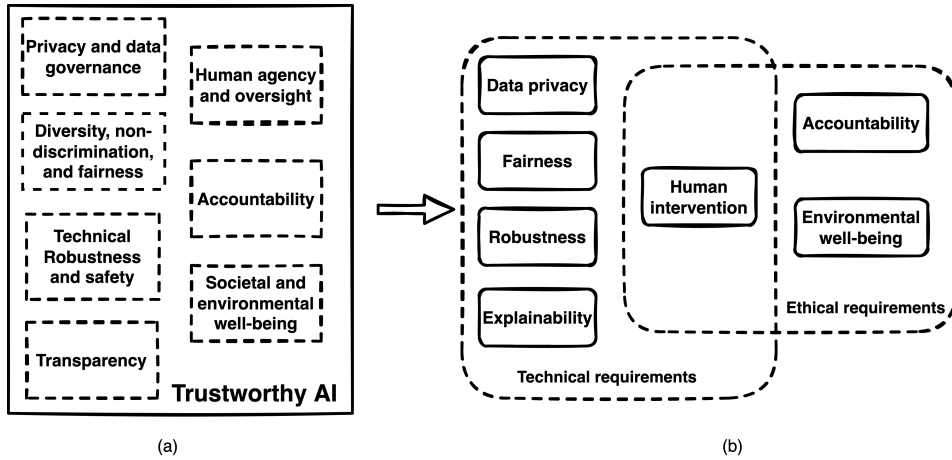 Privacy and data
governance
Diversity, non-
discrimination,
and fairness
Technical
Robustness
and safety
Transparency
Human agency
and oversight
Accountability
Societal and
environmental
well-being
Trustworthy AI
(a)
Data privacy
Fairness
Robustness
Explainability
Technical requirements
Human
intervention
Accountability
Environmental
well-being
Ethical requirements
(b)